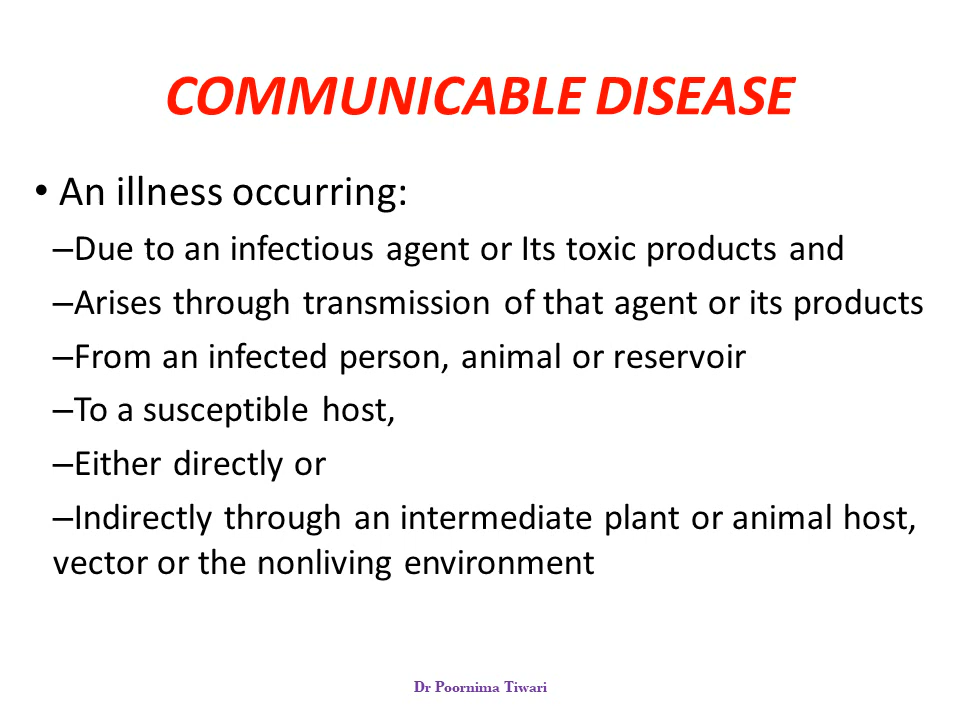 COMMUNICABLE DISEASE
• An illness occurring:
–Due to an infectious agent or Its toxic products and
–Arises through transmission of that agent or its products
–From an infected person, animal or reservoir
–To a susceptible host,
–Either directly or
–Indirectly through an intermediate plant or animal host,
vector or the nonliving environment
Dr Poornima Tiwari